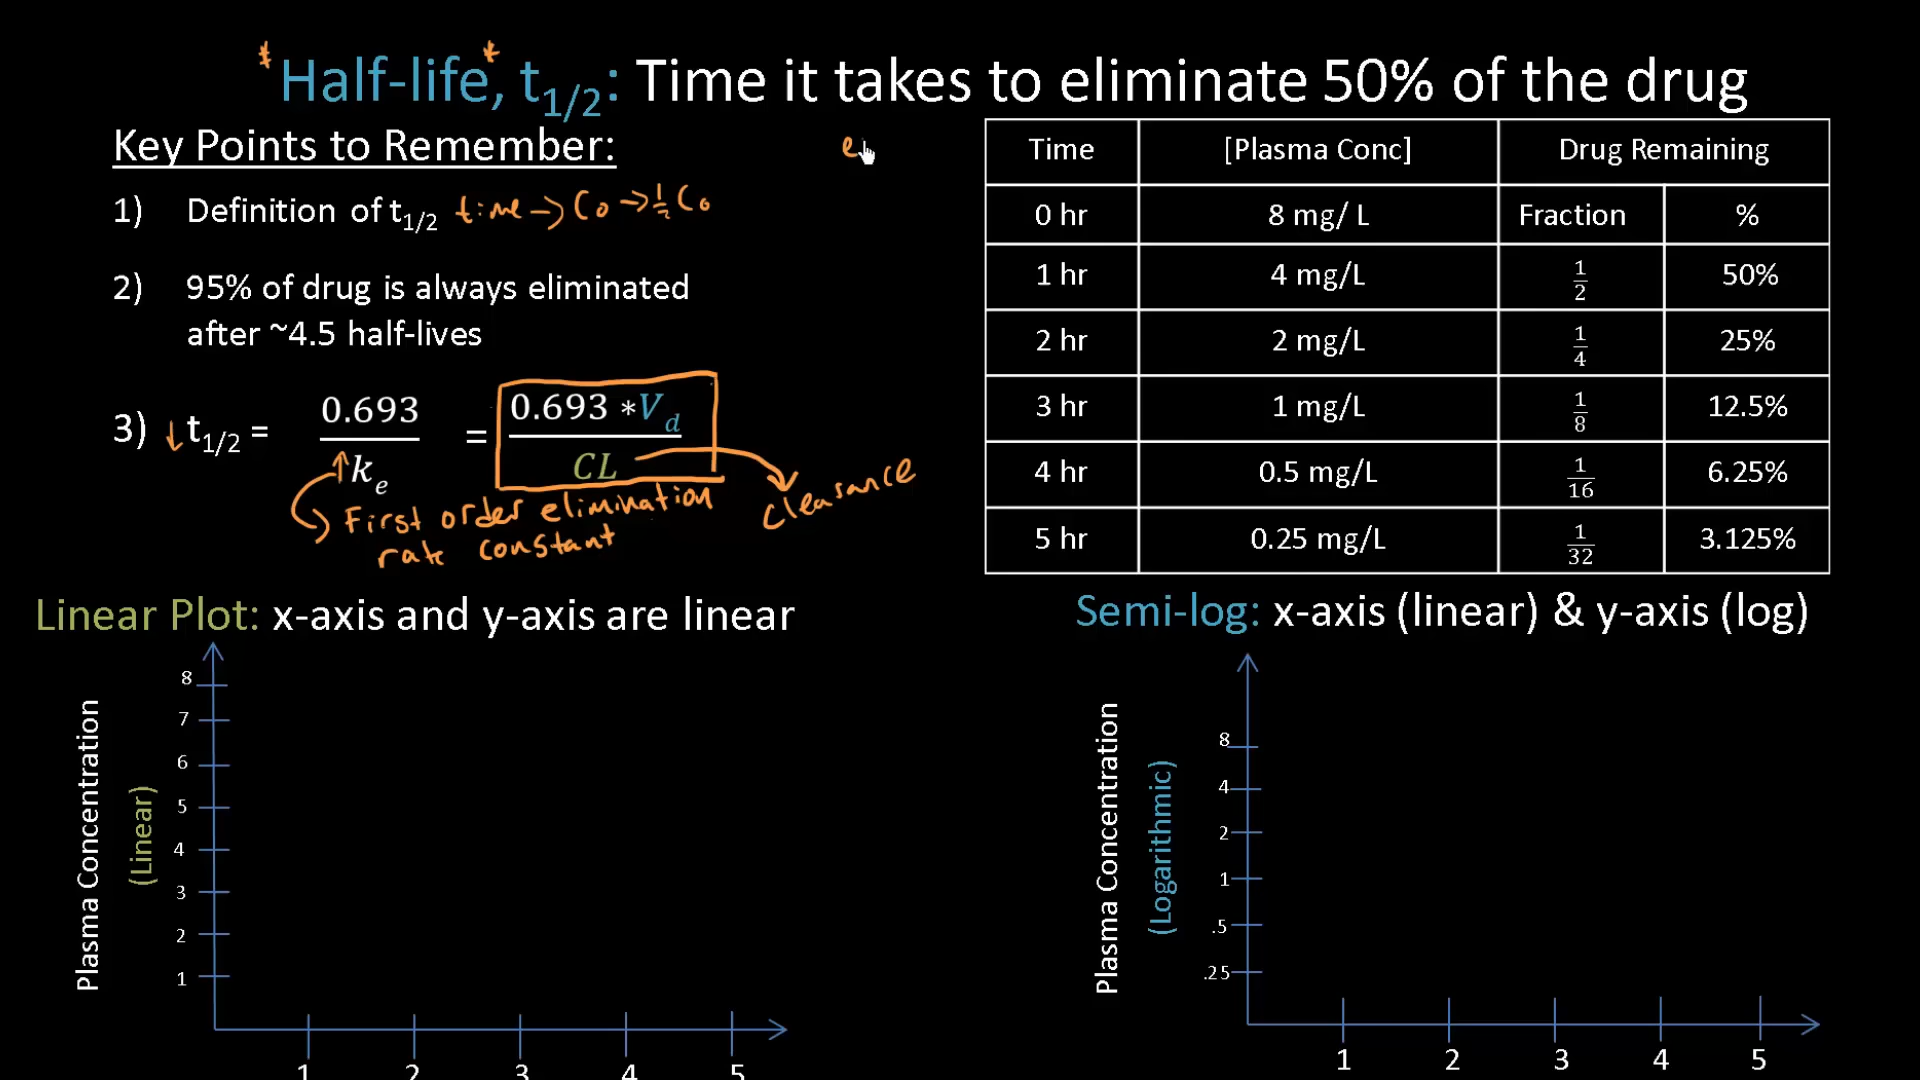 *Half-life,* t1/2: Time it takes to eliminate 50% of the drug
Key Points to Remember:
1) Definition of t1/2 time → C0 → 1/2 C0
2) 95% of drug is always eliminated
after ~4.5 half-lives
3) ↓ t1/2 = 0.693 / ↑ke = 0.693 *Vd / CL
clearance
First order elimination
rate constant
e
Time [Plasma Conc] Drug Remaining
0 hr 8 mg/ L Fraction %
1 hr 4 mg/L 1/2 50%
2 hr 2 mg/L 1/4 25%
3 hr 1 mg/L 1/8 12.5%
4 hr 0.5 mg/L 1/16 6.25%
5 hr 0.25 mg/L 1/32 3.125%
Linear Plot: x-axis and y-axis are linear
Plasma Concentration
(Linear)
8
7
6
5
4
3
2
1
1 2 3 4 5
Semi-log: x-axis (linear) & y-axis (log)
Plasma Concentration
(Logarithmic)
8
4
2
1
.5
.25
1 2 3 4 5